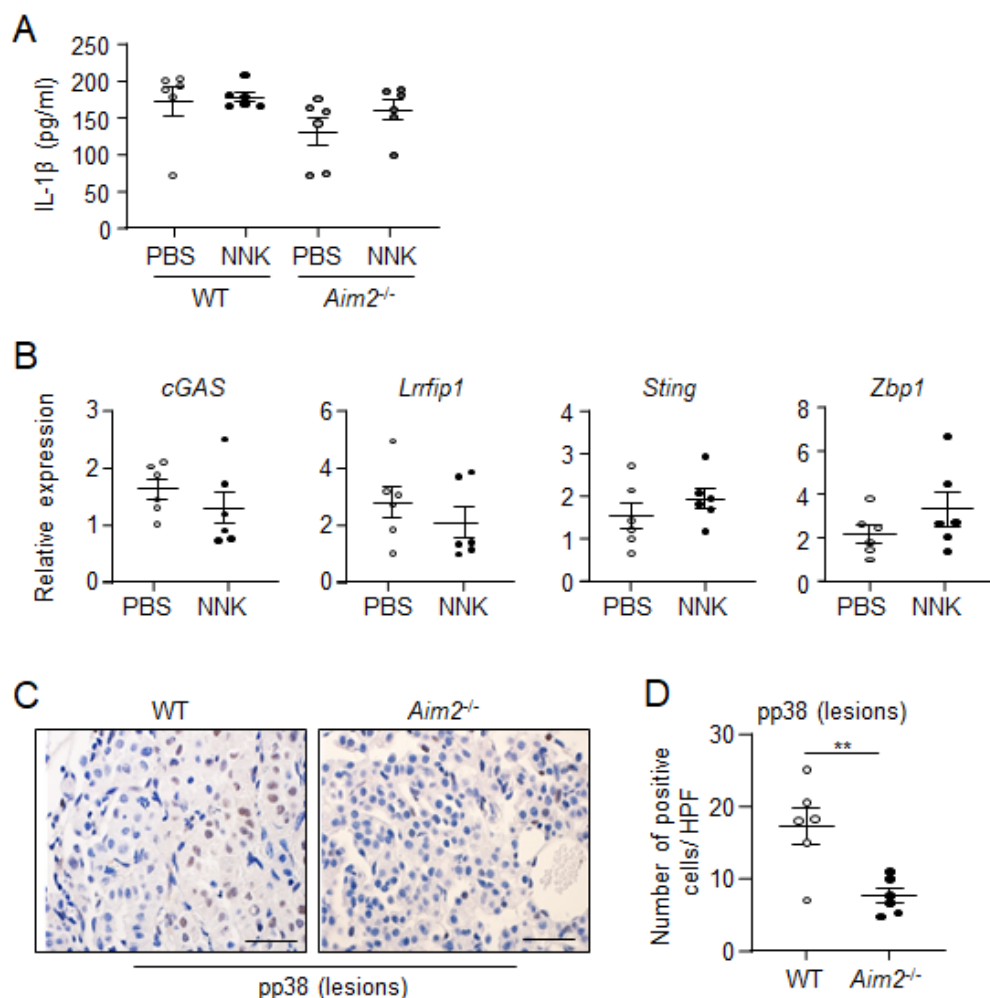 A
IL-1β (pg/ml)
250
200
150
100
50
0
PBS NNK PBS NNK
WT Aim2-/-
B
cGAS Lrrfip1 Sting Zbp1
Relative expression
3
2
1
0
PBS NNK
6
4
2
0
PBS NNK
4
3
2
1
0
PBS NNK
8
6
4
2
0
PBS NNK
C
WT Aim2-/-
pp38 (lesions)
D
pp38 (lesions)
Number of positive
cells/ HPF
30
20
10
0
**
WT Aim2-/-